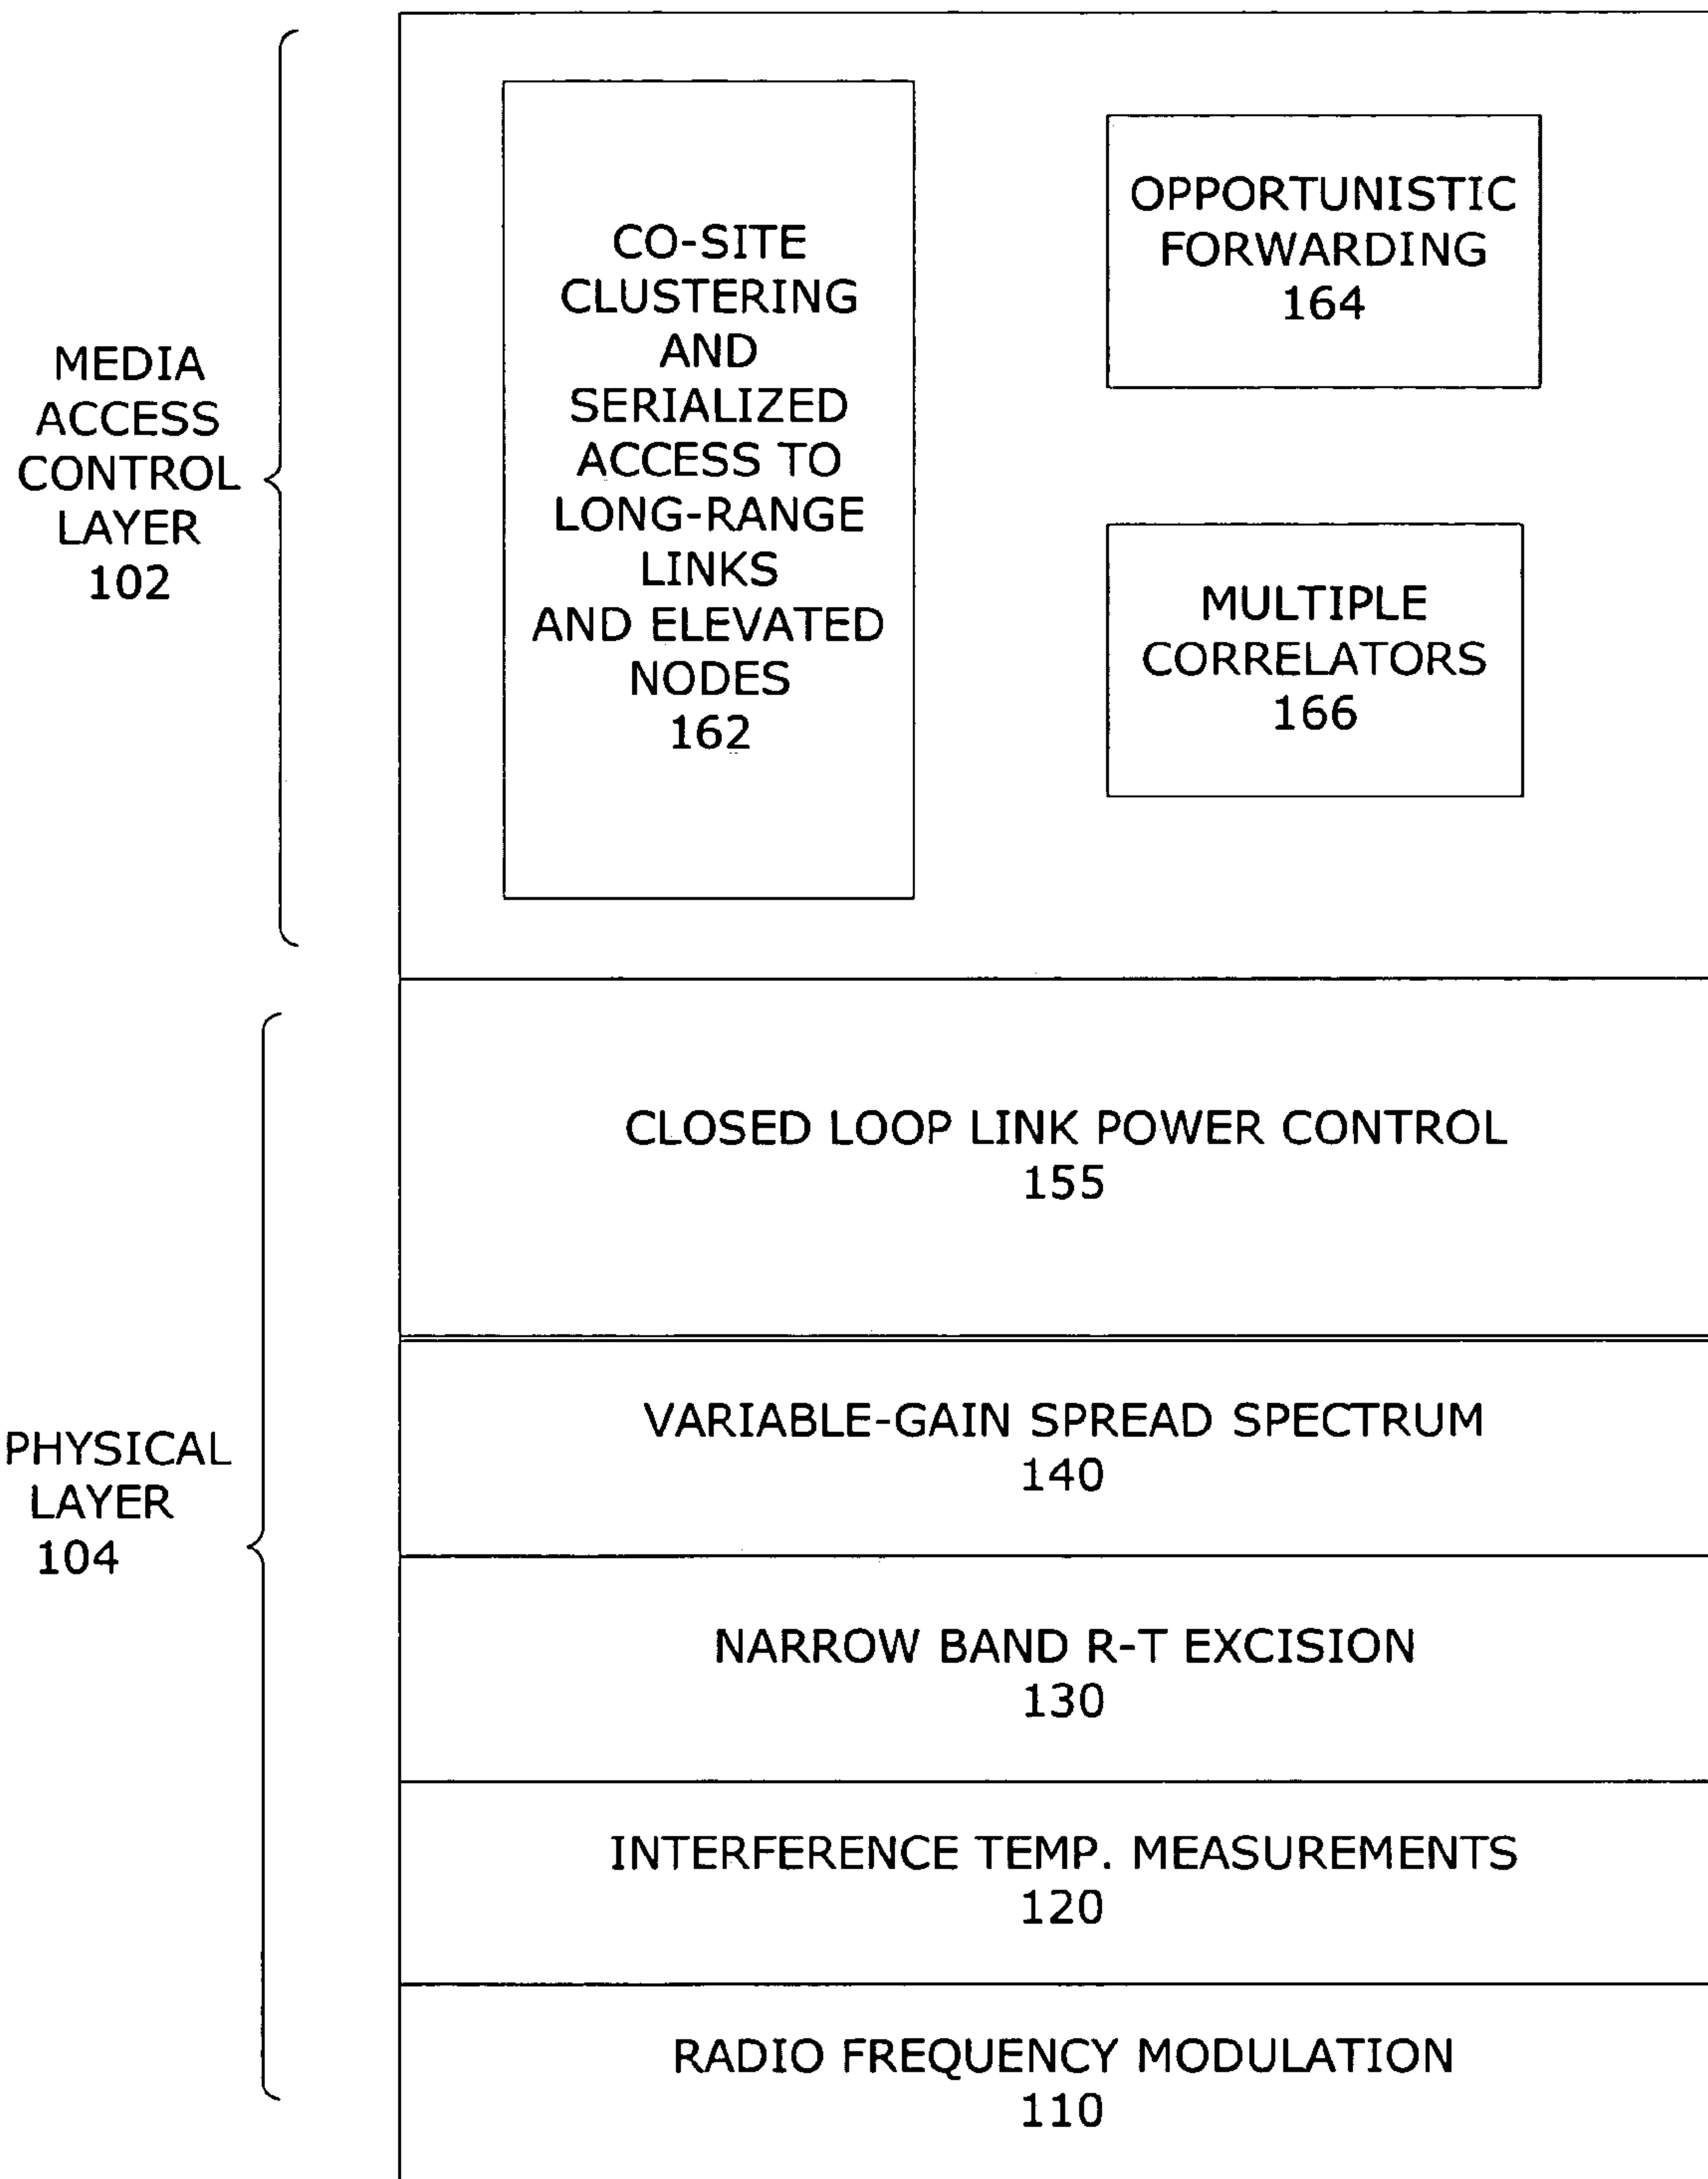 MEDIA
ACCESS
CONTROL
LAYER
102
CO-SITE
CLUSTERING
AND
SERIALIZED
ACCESS TO
LONG-RANGE
LINKS
AND ELEVATED
NODES
162
OPPORTUNISTIC
FORWARDING
164
MULTIPLE
CORRELATORS
166
PHYSICAL
LAYER
104
CLOSED LOOP LINK POWER CONTROL
155
VARIABLE-GAIN SPREAD SPECTRUM
140
NARROW BAND R-T EXCISION
130
INTERFERENCE TEMP. MEASUREMENTS
120
RADIO FREQUENCY MODULATION
110